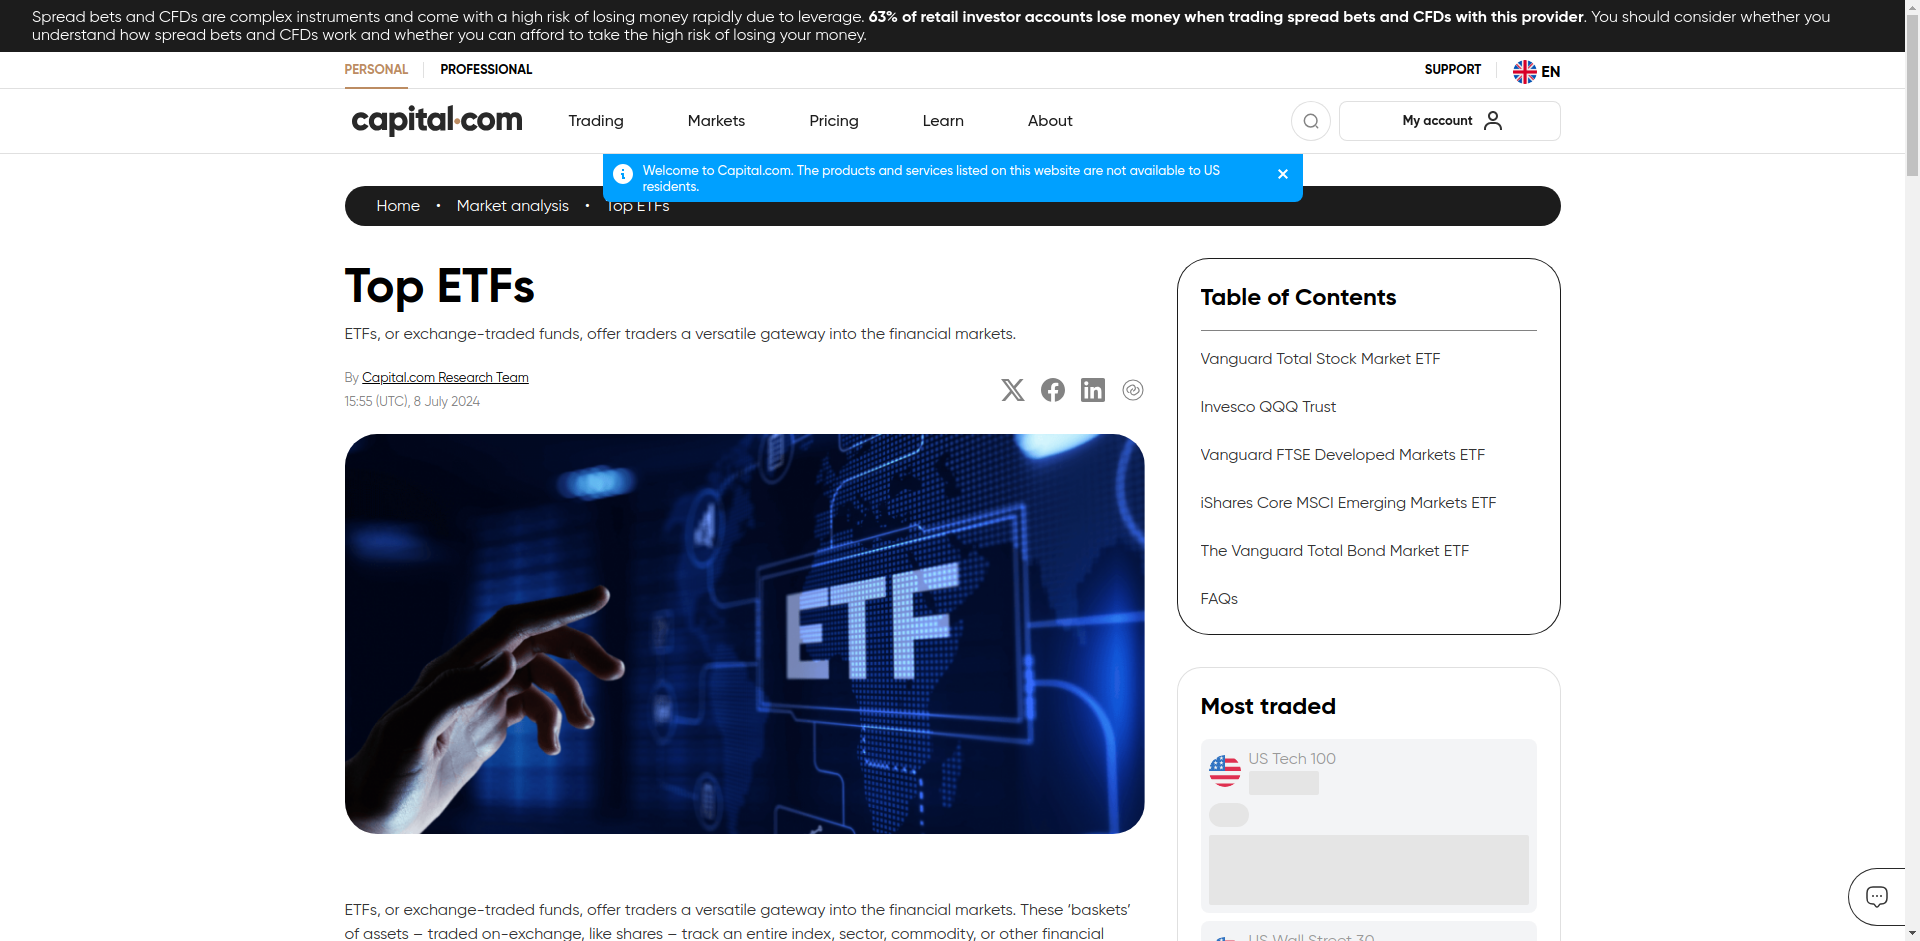 Spread bets and CFDs are complex instruments and come with a high risk of losing money rapidly due to leverage. 63% of retail investor accounts lose money when trading spread bets and CFDs with this provider. You should consider whether you
understand how spread bets and CFDs work and whether you can afford to take the high risk of losing your money.
PERSONAL
PROFESSIONAL
SUPPORT
EN
capital.com
Trading
Markets
Pricing
Learn
About
My account
Welcome to Capital.com. The products and services listed on this website are not available to US
residents.
Home • Market analysis • Top ETFs
Top ETFs
ETFs, or exchange-traded funds, offer traders a versatile gateway into the financial markets.
By Capital.com Research Team
15:55 (UTC), 8 July 2024
ETF
ETFs, or exchange-traded funds, offer traders a versatile gateway into the financial markets. These ‘baskets’
of assets – traded on-exchange, like shares – track an entire index, sector, commodity, or other financial
Table of Contents
Vanguard Total Stock Market ETF
Invesco QQQ Trust
Vanguard FTSE Developed Markets ETF
iShares Core MSCI Emerging Markets ETF
The Vanguard Total Bond Market ETF
FAQs
Most traded
US Tech 100
US Wall Street 30